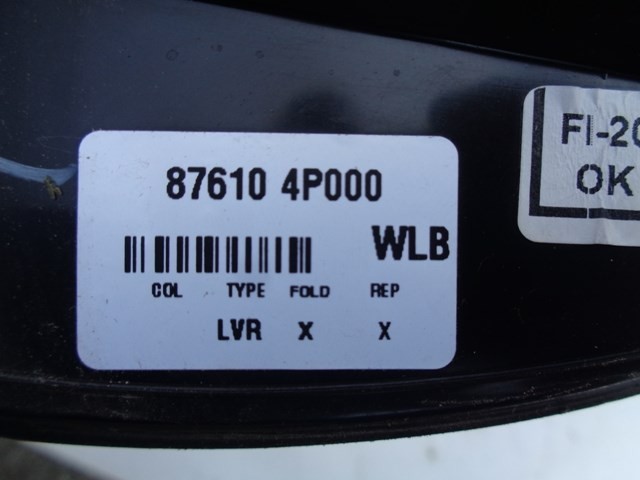 87610 4P000
WLB
COL TYPE FOLD REP
LVR X X
FI-20
OK